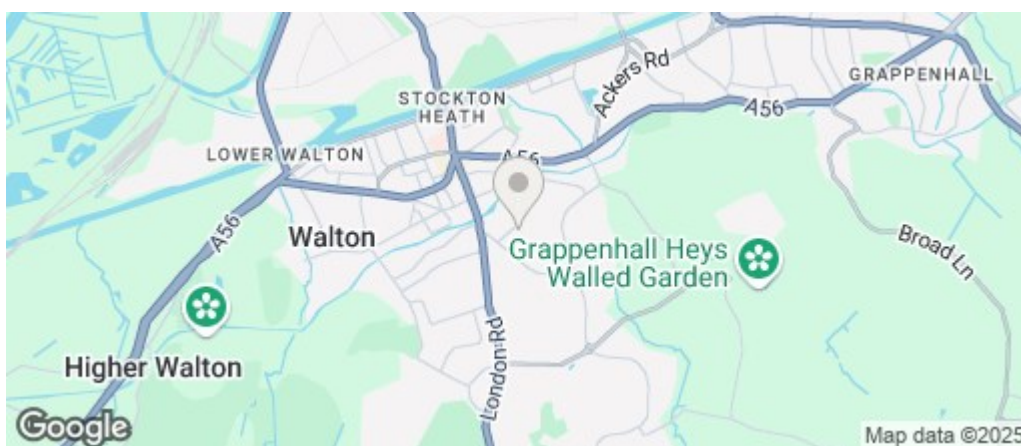 Ackers Rd
GRAPPENHALL
STOCKTON
HEATH
A56
LOWER WALTON
A56
A56
Walton
Grappenhall Heys
Walled Garden
Broad Ln
London Rd
Higher Walton
Google
Map data ©2025